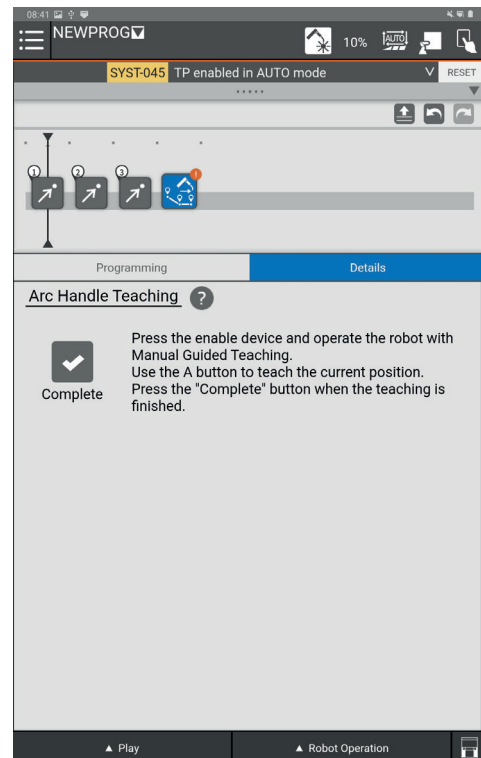 08:41
NEWPROG
10%
AUTO
SYST-045 TP enabled in AUTO mode
RESET
1 2 3 !
Programming
Details
Arc Handle Teaching ?
Press the enable device and operate the robot with
Manual Guided Teaching.
Use the A button to teach the current position.
Press the "Complete" button when the teaching is
finished.
Complete
▲ Play
▲ Robot Operation